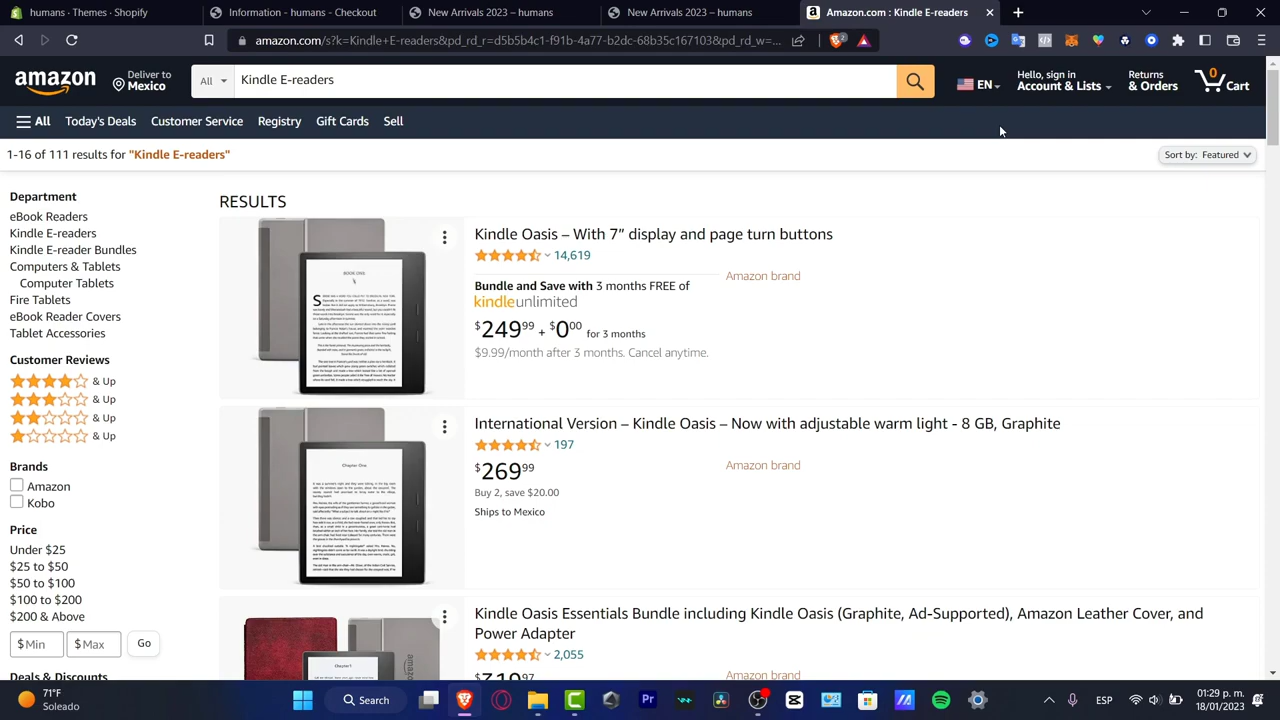 humans - Themes - Shopify
Information - humans - Checkout
New Arrivals 2023 – humans
New Arrivals 2023 – humans
Amazon.com : Kindle E-readers
amazon.com/s?k=Kindle+E-readers&pd_rd_r=d5b5b4c1-f91b-4a77-b2dc-68b35c167103&pd_rd_w=...
2
amazon
Deliver to
Mexico
All
Kindle E-readers
EN
Hello, sign in
Account & Lists
Returns
& Orders
0
Cart
All
Today's Deals
Customer Service
Registry
Gift Cards
Sell
1-16 of 111 results for "Kindle E-readers"
Sort by: Featured
Department
eBook Readers
Kindle E-readers
Kindle E-reader Bundles
Computers & Tablets
Computer Tablets
Fire Tablets
eBook Reader Covers
Tablet Accessories
Customer Reviews
& Up
& Up
& Up
& Up
Brands
Amazon
Kobo
Price
Under $25
$25 to $50
$50 to $100
$100 to $200
$200 & Above
$ Min
$ Max
Go
Deals & Discounts
RESULTS
Kindle Oasis – With 7” display and page turn buttons
14,619
Amazon brand
Bundle and Save with 3 months FREE of
kindleunlimited
$249.99 + $0.00 for 3 months
$9.99/month after 3 months. Cancel anytime.
International Version – Kindle Oasis – Now with adjustable warm light - 8 GB, Graphite
197
Amazon brand
$269.99
Buy 2, save $20.00
Ships to Mexico
Chapter One
Kindle Oasis Essentials Bundle including Kindle Oasis (Graphite, Ad-Supported), Amazon Leather Cover, and
Power Adapter
2,055
Amazon brand
$319.97
71°F
Soleado
Search
Pr
ESP
01:29 p. m.
18/01/2023